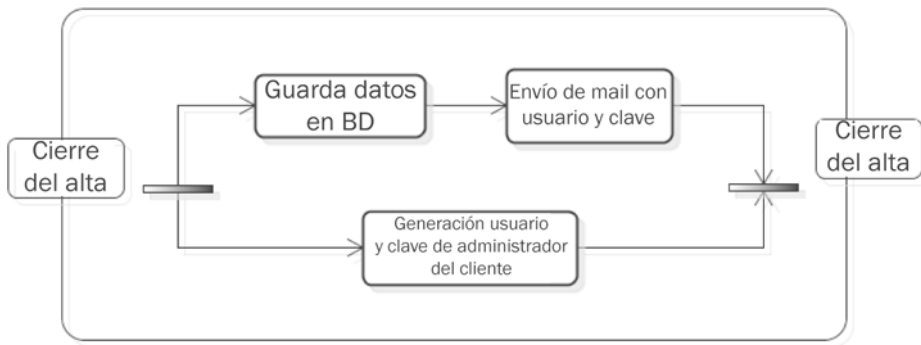 Guarda datos
en BD
Envío de mail con
usuario y clave
Cierre
del alta
Cierre
del alta
Generación usuario
y clave de administrador
del cliente